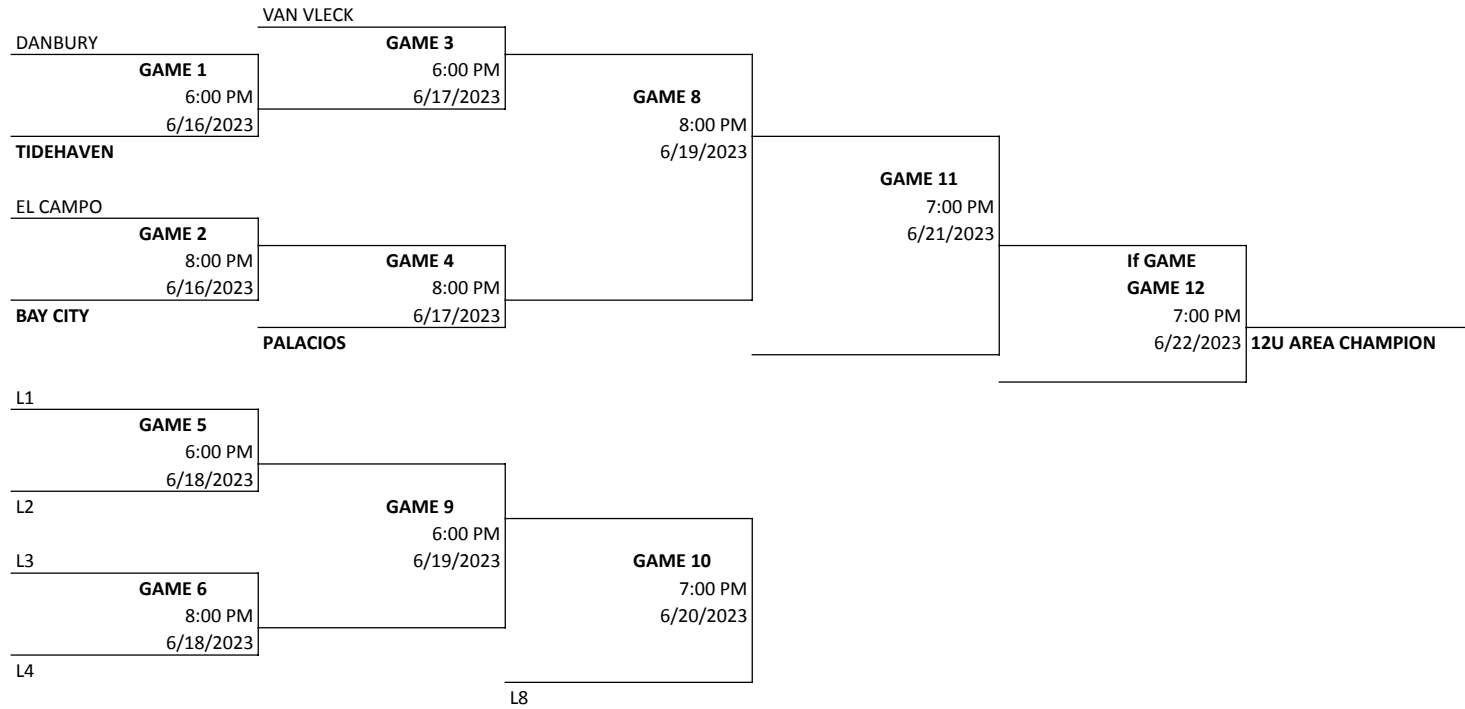 VAN VLECK
DANBURY
GAME 3
GAME 1
6:00 PM
6:00 PM
6/17/2023
GAME 8
6/16/2023
8:00 PM
TIDEHAVEN
6/19/2023
GAME 11
EL CAMPO
7:00 PM
GAME 2
6/21/2023
8:00 PM
GAME 4
If GAME
6/16/2023
8:00 PM
GAME 12
BAY CITY
6/17/2023
7:00 PM
PALACIOS
6/22/2023
12U AREA CHAMPION
L1
GAME 5
6:00 PM
6/18/2023
L2
GAME 9
6:00 PM
L3
6/19/2023
GAME 10
GAME 6
7:00 PM
8:00 PM
6/20/2023
6/18/2023
L4
L8